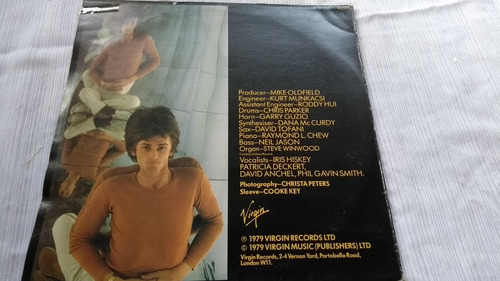 Producer–MIKE OLDFIELD
Engineer–KURT MUNKACSI
Assistant Engineer–RODDY HUI
Drums–CHRIS PARKER
Horn–GARRY GUZIO
Synthesiser–DANA Mc CURDY
Sax–DAVID TOFANI
Piano–RAYMOND L. CHEW
Bass–NEIL JASON
Organ–STEVE WINWOOD
Vocalists–IRIS HISKEY
PATRICIA DECKERT,
DAVID ANCHEL, PHIL GAVIN SMITH.
Photography–CHRISTA PETERS
Sleeve–COOKE KEY
Virgin
℗ 1979 VIRGIN RECORDS LTD
© 1979 VIRGIN MUSIC (PUBLISHERS) LTD
Virgin Records, 2-4 Vernon Yard, Portobello Road,
London W11.